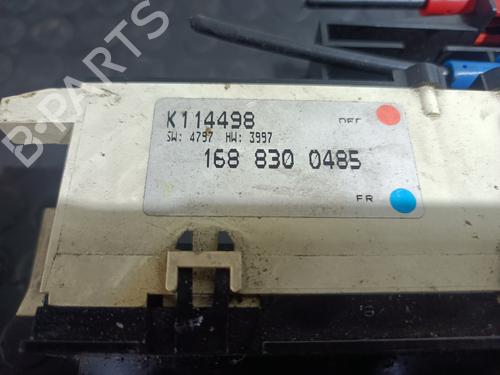 B-PARTS
K114498 DEF
SW: 4797 HW: 3997
168 830 0485
FR